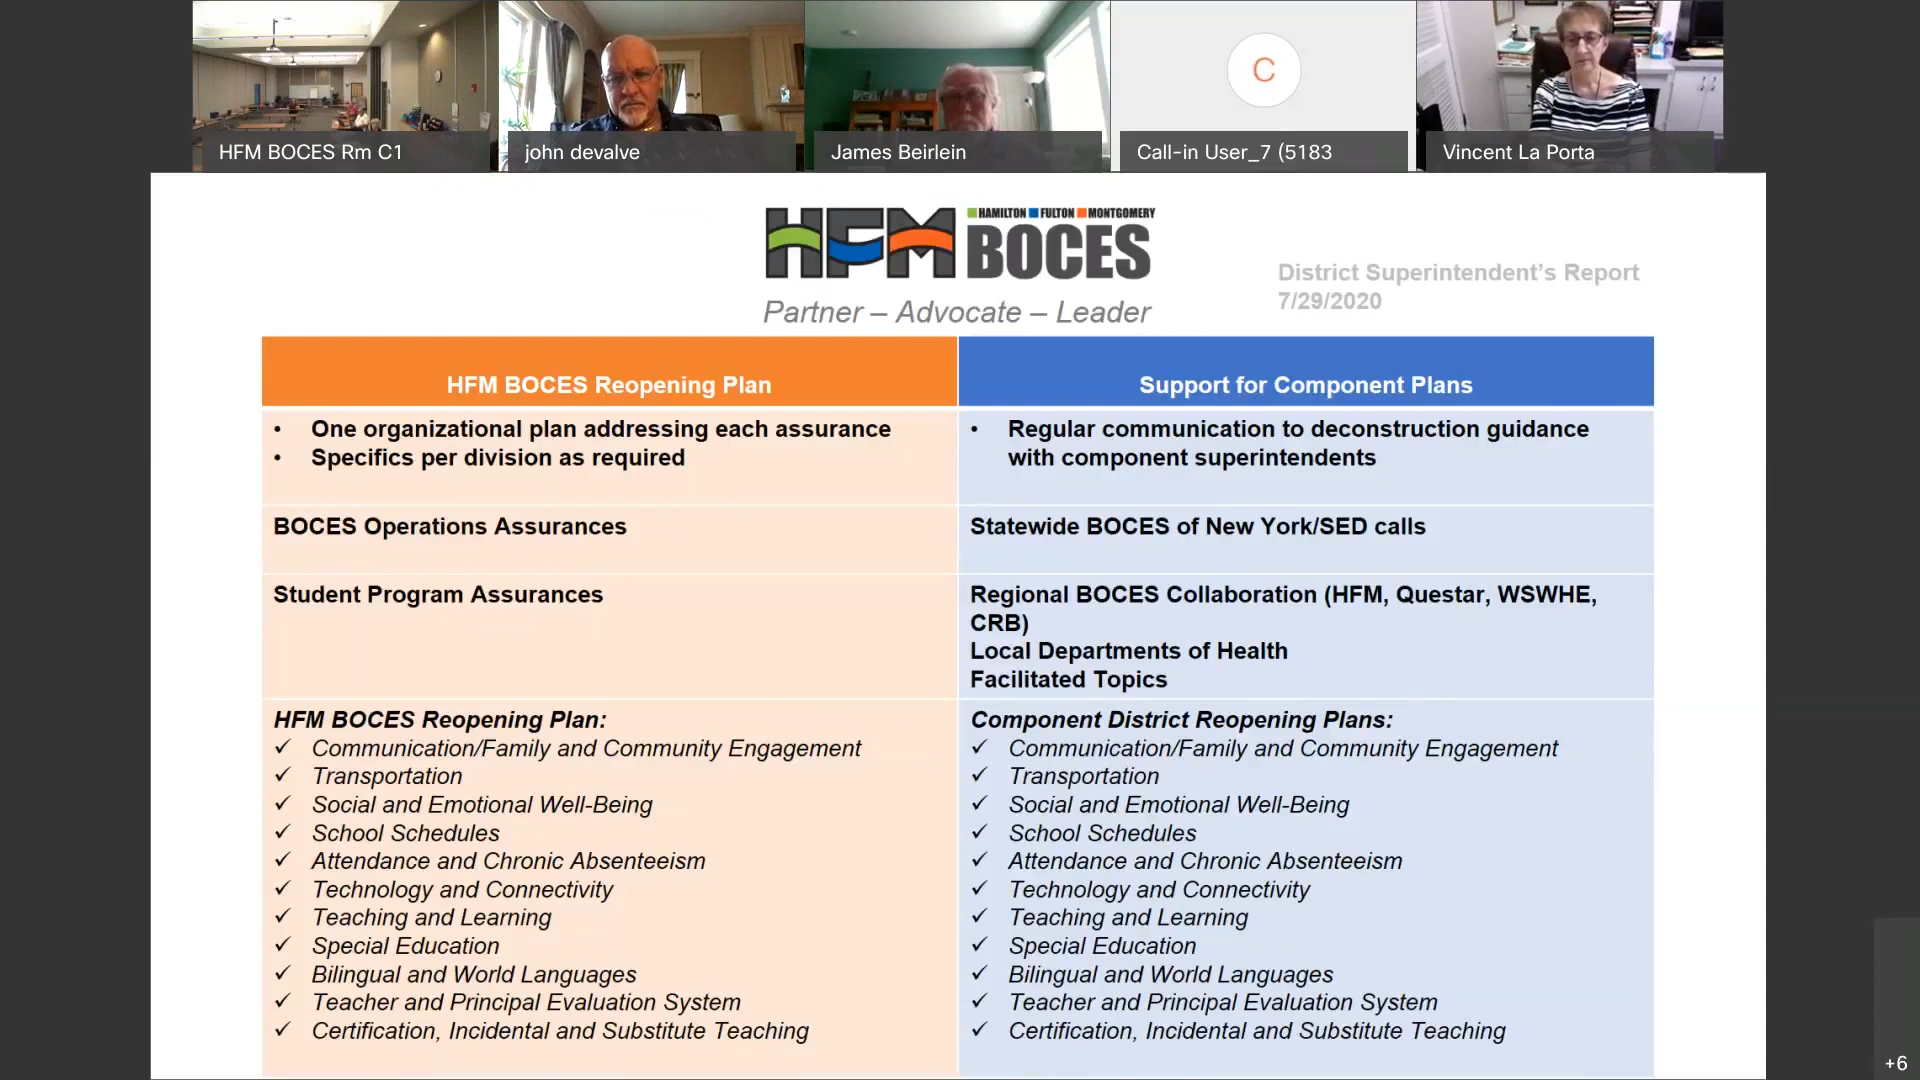 HFM BOCES Rm C1
john devalve
James Beirlein
C
Call-in User_7 (5183
Vincent La Porta
HFM
HAMILTON FULTON MONTGOMERY
BOCES
Partner – Advocate – Leader
District Superintendent’s Report
7/29/2020
HFM BOCES Reopening Plan
Support for Component Plans
• One organizational plan addressing each assurance
• Specifics per division as required
• Regular communication to deconstruction guidance
with component superintendents
BOCES Operations Assurances
Statewide BOCES of New York/SED calls
Student Program Assurances
Regional BOCES Collaboration (HFM, Questar, WSWHE,
CRB)
Local Departments of Health
Facilitated Topics
HFM BOCES Reopening Plan:
✓ Communication/Family and Community Engagement
✓ Transportation
✓ Social and Emotional Well-Being
✓ School Schedules
✓ Attendance and Chronic Absenteeism
✓ Technology and Connectivity
✓ Teaching and Learning
✓ Special Education
✓ Bilingual and World Languages
✓ Teacher and Principal Evaluation System
✓ Certification, Incidental and Substitute Teaching
Component District Reopening Plans:
✓ Communication/Family and Community Engagement
✓ Transportation
✓ Social and Emotional Well-Being
✓ School Schedules
✓ Attendance and Chronic Absenteeism
✓ Technology and Connectivity
✓ Teaching and Learning
✓ Special Education
✓ Bilingual and World Languages
✓ Teacher and Principal Evaluation System
✓ Certification, Incidental and Substitute Teaching
+6